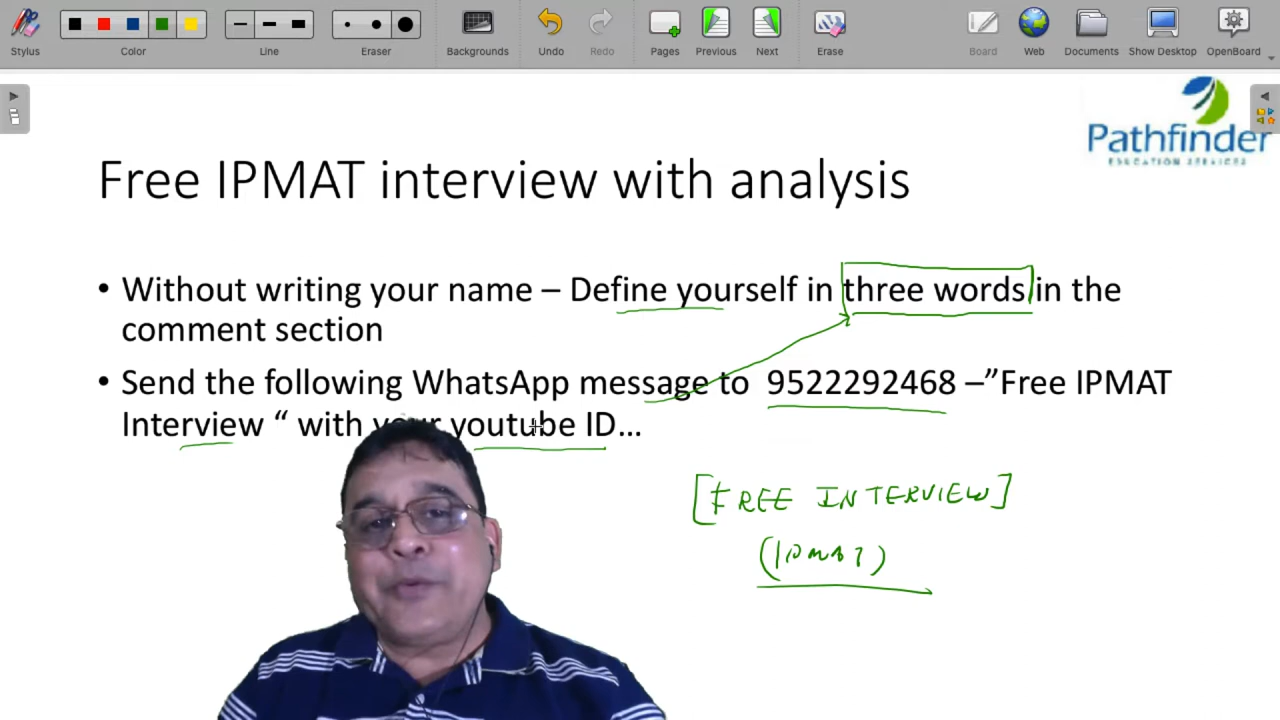 Stylus
Color
Line
Eraser
Backgrounds
Undo
Redo
Pages
Previous
Next
Erase
Board
Web
Documents
Show Desktop
OpenBoard
Pathfinder
EDUCATION SERVICES
Free IPMAT interview with analysis
• Without writing your name – Define yourself in three words in the
comment section
• Send the following WhatsApp message to 9522292468 –”Free IPMAT
Interview “ with your youtube ID…
[FREE INTERVIEW]
(IPMAT)